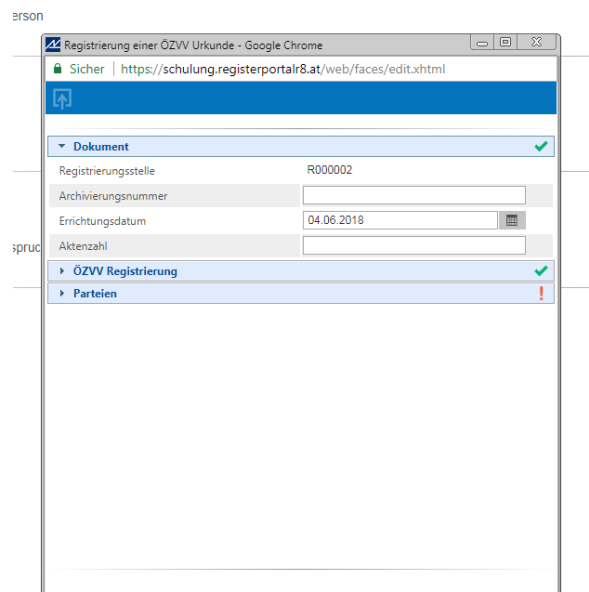 erson
Registrierung einer ÖZVV Urkunde - Google Chrome
Sicher | https://schulung.registerportalr8.at/web/faces/edit.xhtml
Dokument
Registrierungsstelle R000002
Archivierungsnummer
Errichtungsdatum 04.06.2018
spruc
Aktenzahl
ÖZVV Registrierung
Parteien